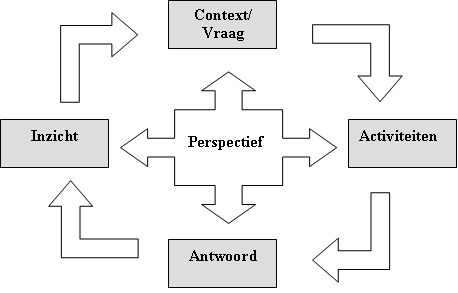 Context/
Vraag
Inzicht
Perspectief
Activiteiten
Antwoord